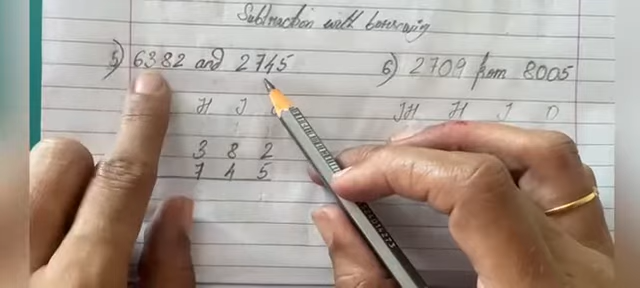 Subtraction with borrowing
5) 6382 and 2745 6) 2709 from 8005
H T TH H T O
3 8 2
7 4 5